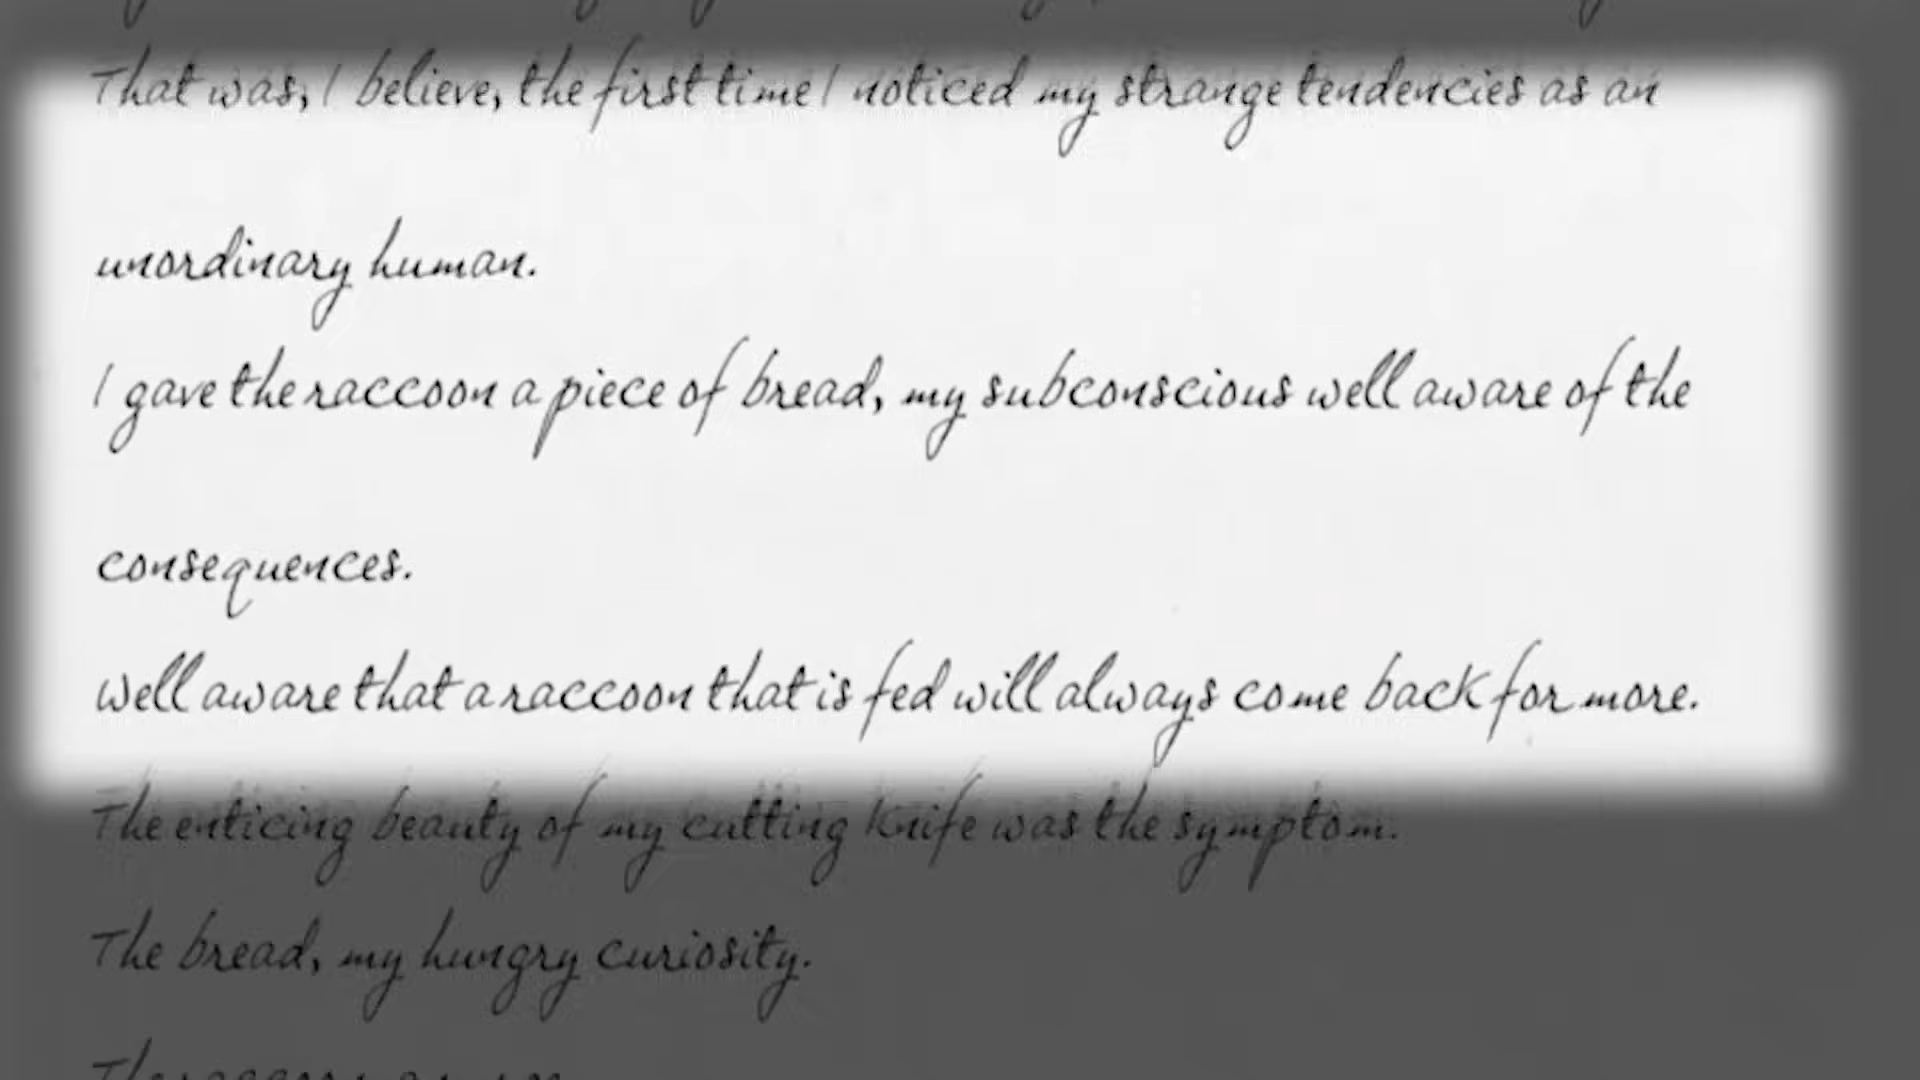 That was, I believe, the first time I noticed my strange tendencies as an
unordinary human.
I gave the raccoon a piece of bread, my subconscious well aware of the
consequences.
Well aware that a raccoon that is fed will always come back for more.
The enticing beauty of my cutting knife was the symptom.
The bread, my hungry curiosity.